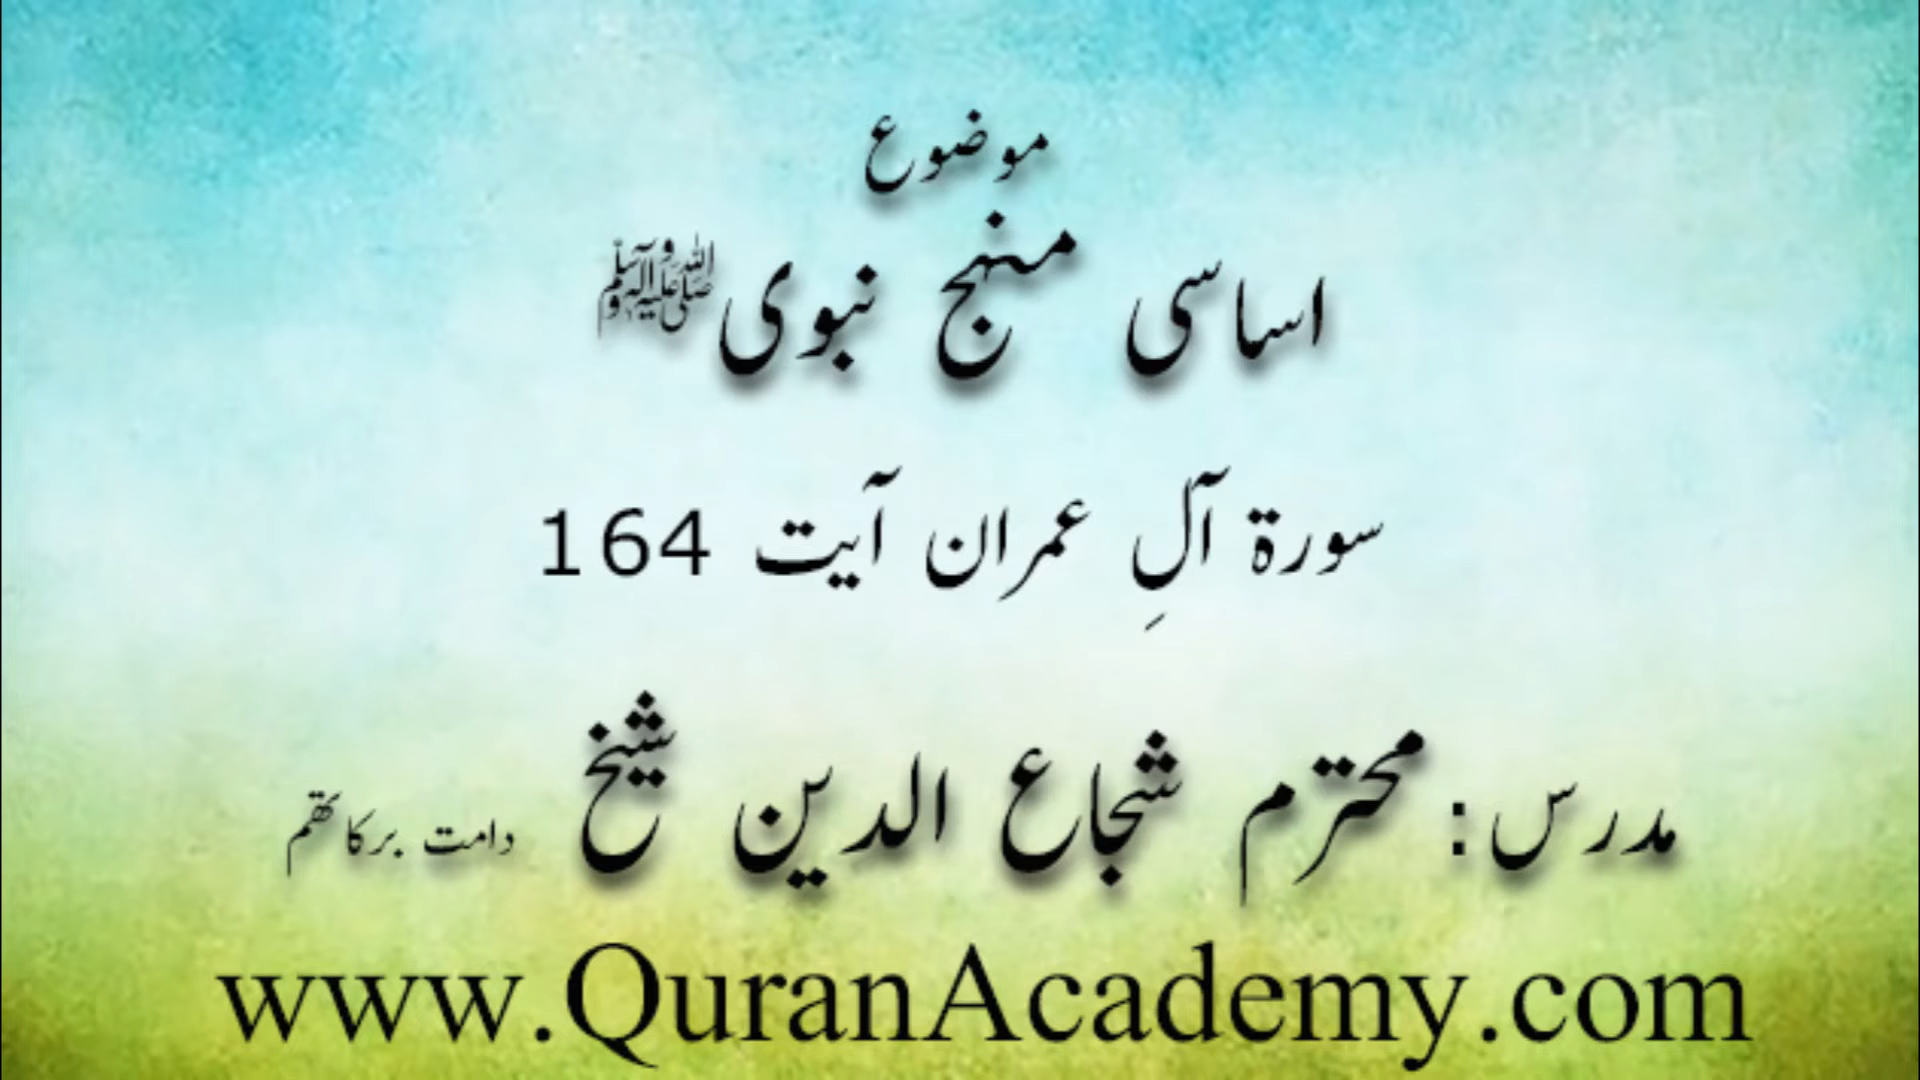 موضوع
اساسی منہج نبوی ﷺ
سورۃ آلِ عمران آیت 164
مدرس: محترم شجاع الدین شیخ دامت برکاتھم
www.QuranAcademy.com